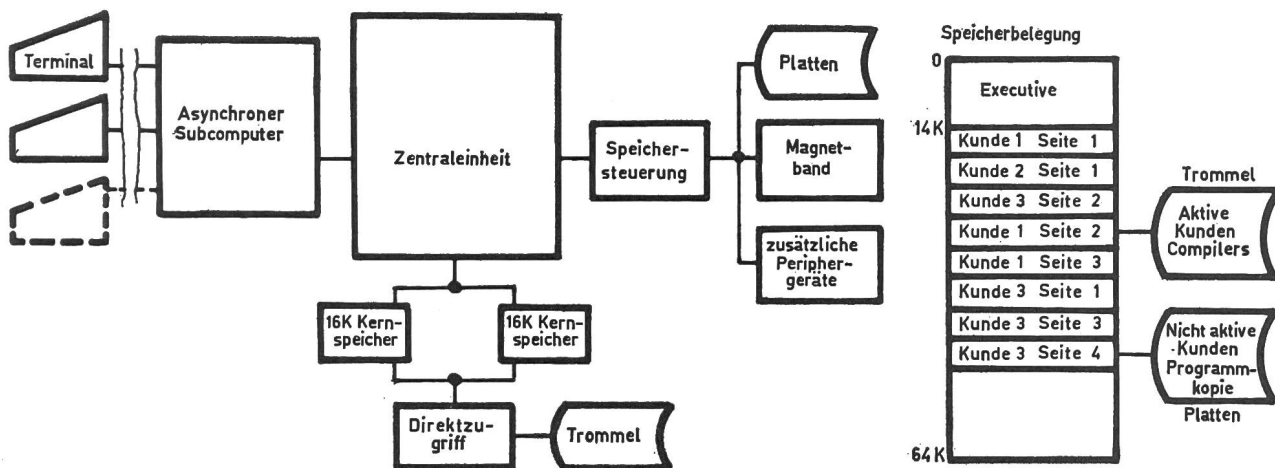 Terminal
Asynchroner
Subcomputer
Zentraleinheit
Speicher-
steuerung
Platten
Magnet-
band
zusätzliche
Peripher-
geräte
16K Kern-
speicher
16K Kern-
speicher
Direktzu-
griff
Trommel
Speicherbelegung
0
Executive
14K
Kunde 1 Seite 1
Kunde 2 Seite 1
Kunde 3 Seite 2
Kunde 1 Seite 2
Kunde 1 Seite 3
Kunde 3 Seite 1
Kunde 3 Seite 3
Kunde 3 Seite 4
64K
Trommel
Aktive
Kunden
Compilers
Nicht aktive
Kunden
Programm-
kopie
Platten